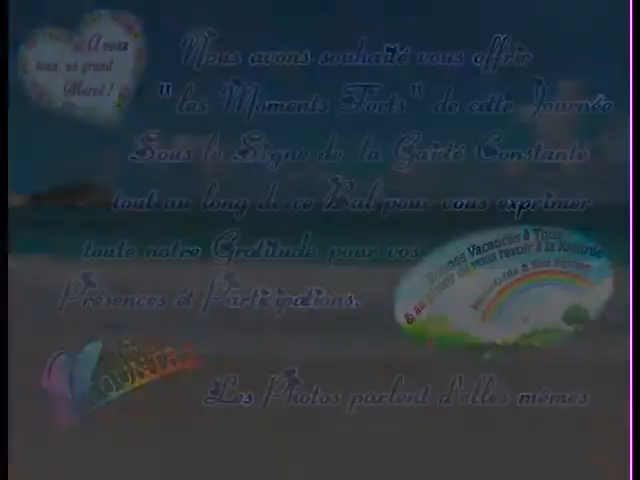 A vous
tous, un grand
Merci !
Nous avons souhaité vous offrir
"les Moments Forts" de cette Journée
Sous le Signe de la Gaité Constante
tout au long de ce Bal pour vous exprimer
toute notre Gratitude pour vos
Présences et Participations.
Bonnes Vacances à Tous
& au plaisir de vous revoir à la Rentrée
COUNTRY
Les Photos parlent d'elles mêmes